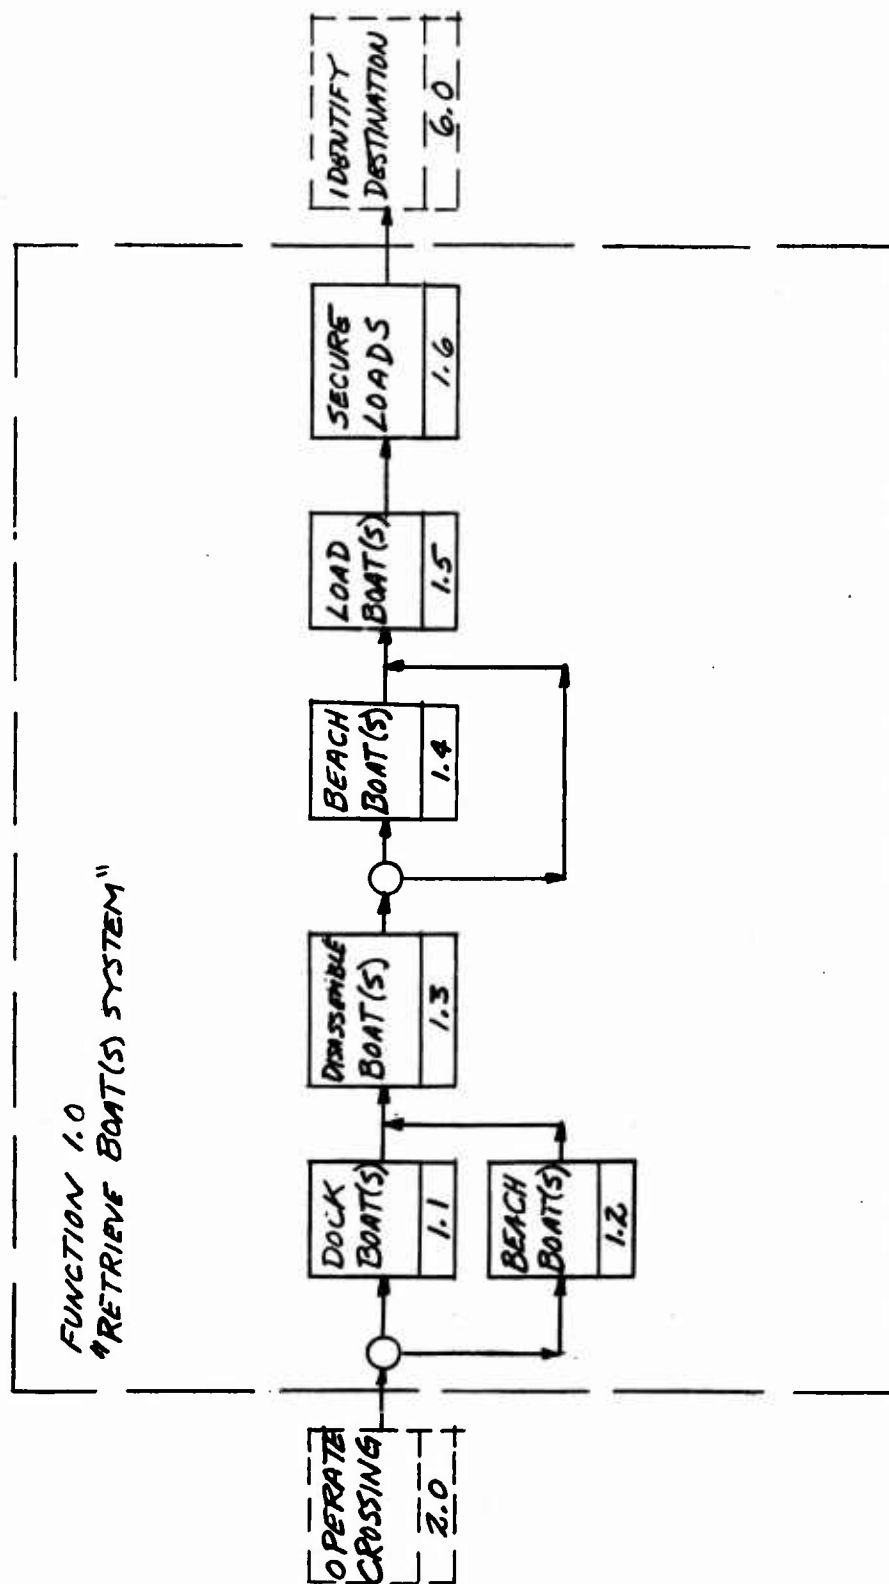 FUNCTION 1.0
"RETRIEVE BOAT(S) SYSTEM"
OPERATE
CROSSING
2.0
DOCK
BOAT(S)
1.1
BEACH
BOAT(S)
1.2
DISASSEMBLE
BOAT(S)
1.3
BEACH
BOAT(S)
1.4
LOAD
BOAT(S)
1.5
SECURE
LOADS
1.6
IDENTIFY
DESTINATION
6.0